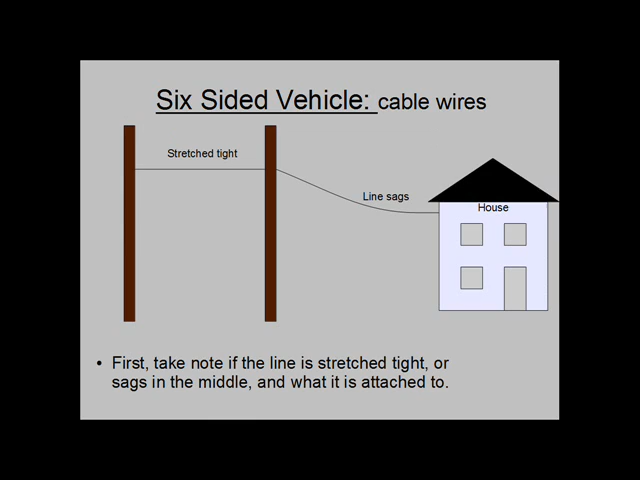 Six Sided Vehicle: cable wires
Stretched tight
Line sags
House
• First, take note if the line is stretched tight, or
sags in the middle, and what it is attached to.